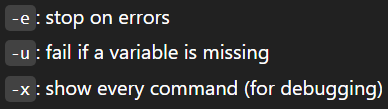 -e: stop on errors
-u: fail if a variable is missing
-x: show every command (for debugging)